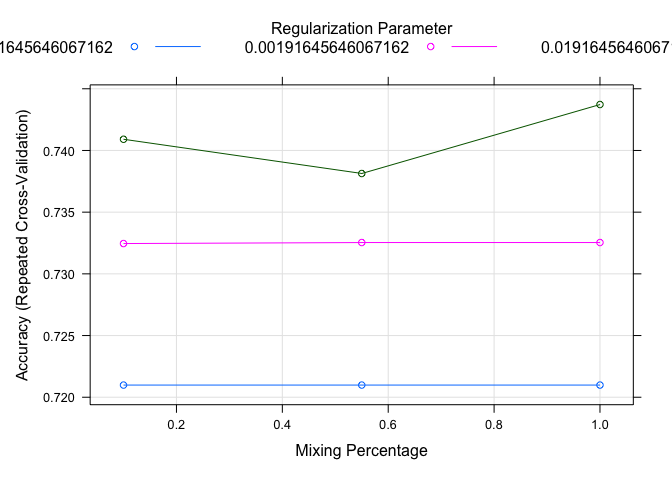 Regularization Parameter
1645646067162 0.00191645646067162 0.0191645646067
Accuracy (Repeated Cross-Validation)
0.740
0.735
0.730
0.725
0.720
0.2 0.4 0.6 0.8 1.0
Mixing Percentage